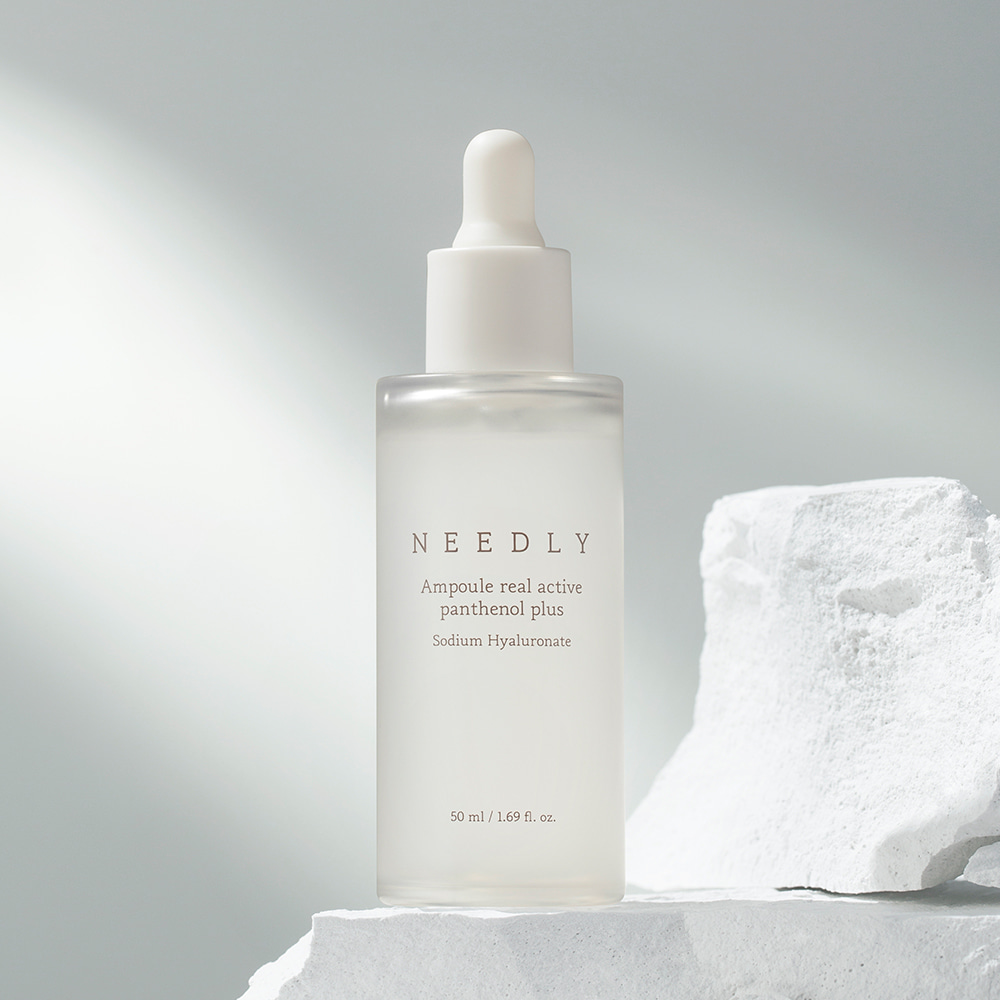 NEEDLY
Ampoule real active
panthenol plus
Sodium Hyaluronate
50 ml / 1.69 fl. oz.